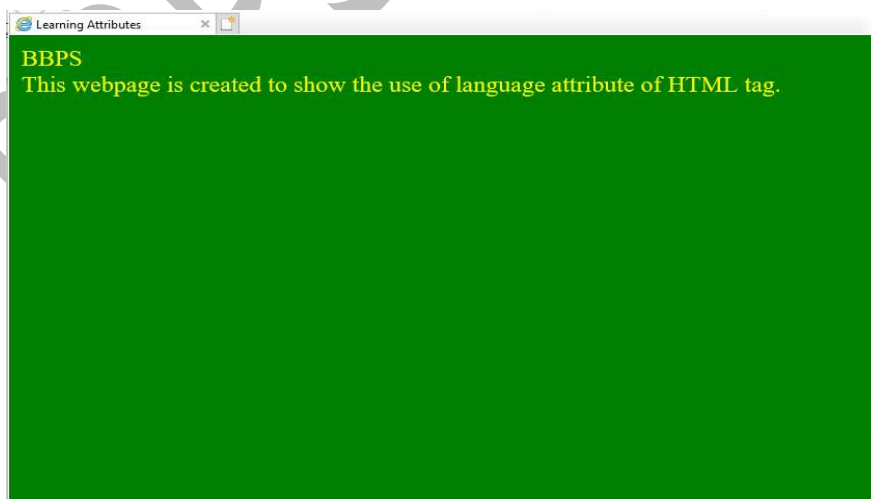 Learning Attributes
BBPS
This webpage is created to show the use of language attribute of HTML tag.